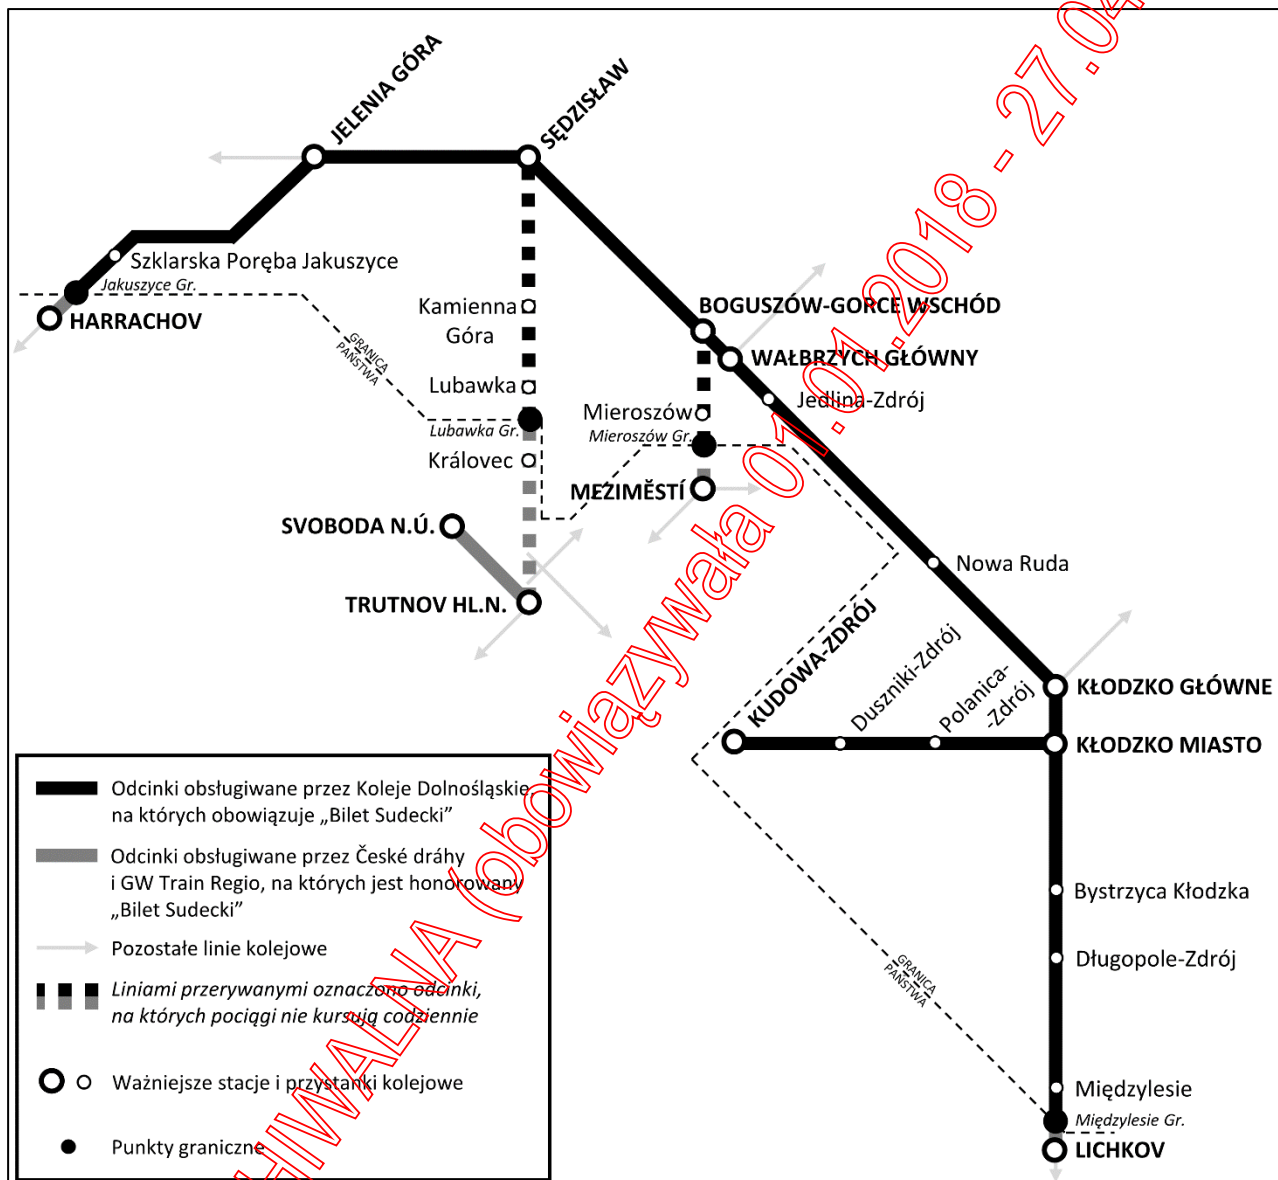 JELENIA GÓRA
SĘDZISŁAW
Szklarska Poręba Jakuszyce
Jakuszyce Gr.
HARRACHOV
GRANICA
PAŃSTWA
Kamienna
Góra
Lubawka
Lubawka Gr.
Královec
SVOBODA N.Ú.
TRUTNOV HL.N.
BOGUSZÓW-GORCE WSCHÓD
WAŁBRZYCH GŁÓWNY
Jedlina-Zdrój
Mieroszów
Mieroszów Gr.
MEZIMĚSTÍ
Nowa Ruda
KUDOWA-ZDRÓJ
Duszniki-Zdrój
Polanica-
-Zdrój
KŁODZKO GŁÓWNE
KŁODZKO MIASTO
Bystrzyca Kłodzka
Długopole-Zdrój
GRANICA
PAŃSTWA
Międzylesie
Międzylesie Gr.
LICHKOV
Odcinki obsługiwane przez Koleje Dolnośląskie,
na których obowiązuje „Bilet Sudecki”
Odcinki obsługiwane przez České dráhy
i GW Train Regio, na których jest honorowany
„Bilet Sudecki”
Pozostałe linie kolejowe
Liniami przerywanymi oznaczono odcinki,
na których pociągi nie kursują codziennie
Ważniejsze stacje i przystanki kolejowe
Punkty graniczne
HIWALNA (obowiązywała 01.01.2018 - 27.04